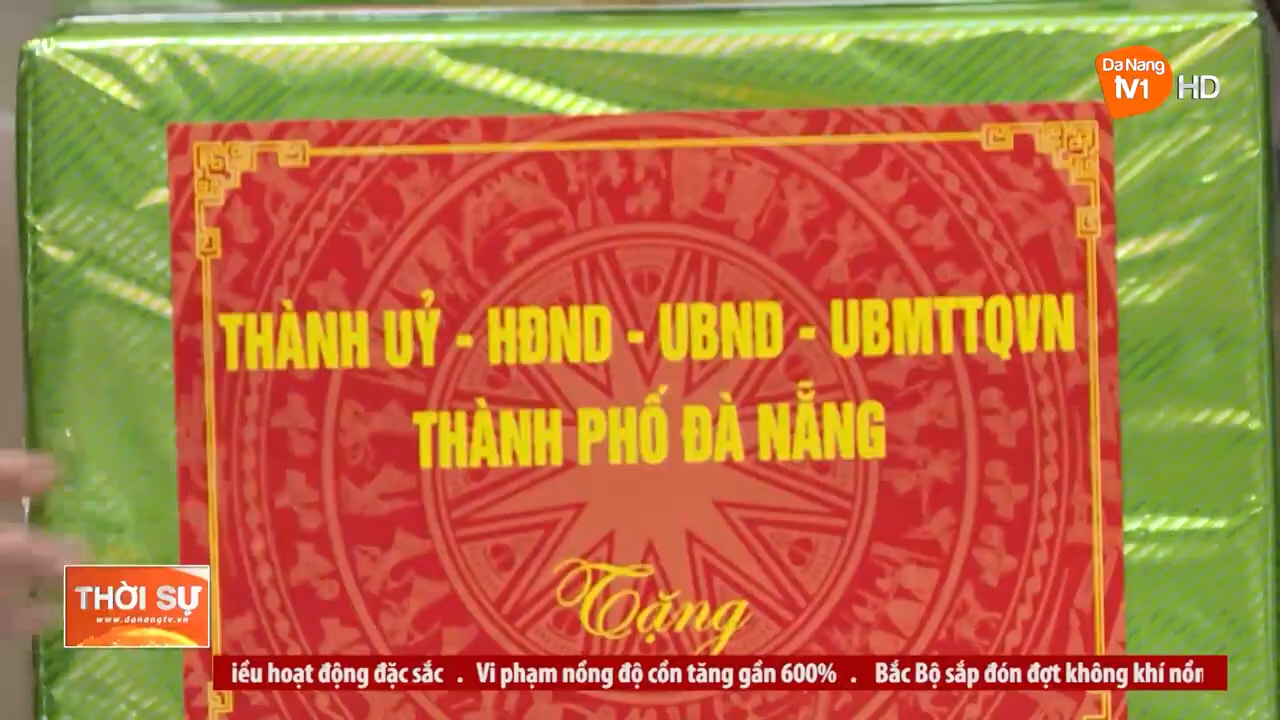 Da Nang
TV1 HD
THÀNH UỶ - HĐND - UBND - UBMTTQVN
THÀNH PHỐ ĐÀ NẴNG
Tặng
THỜI SỰ
www.danangtv.vn
iều hoạt động đặc sắc . Vi phạm nồng độ cồn tăng gần 600% . Bắc Bộ sắp đón đợt không khí nồn